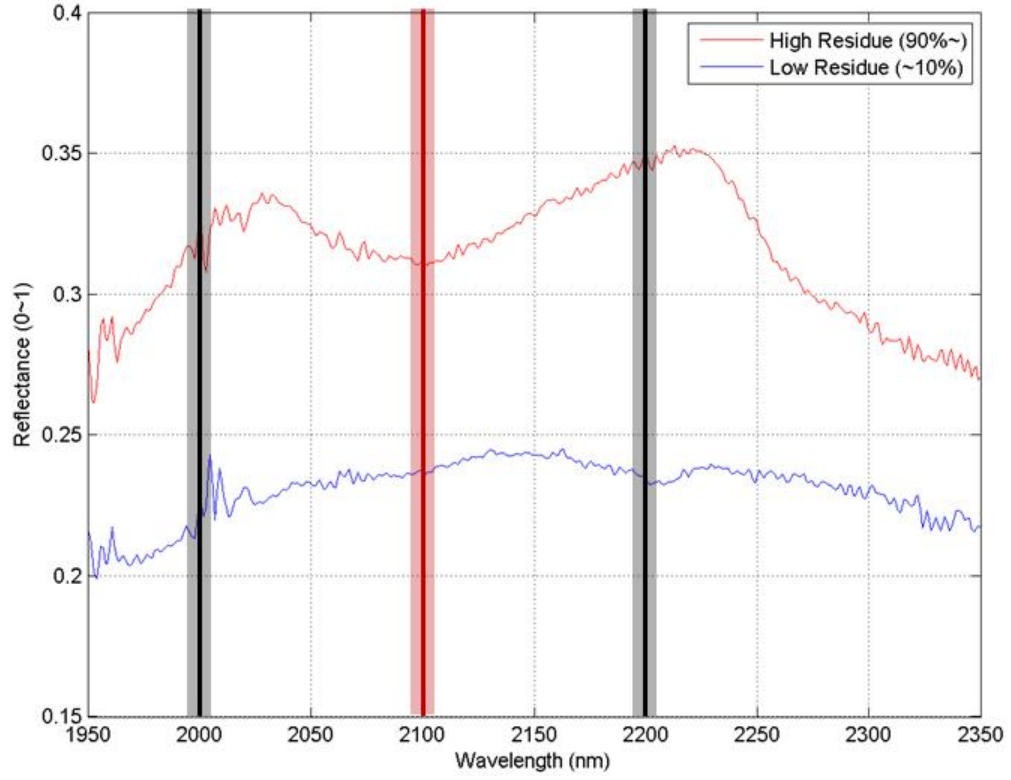 0.4
High Residue (90%~)
Low Residue (~10%)
0.35
0.3
0.25
0.2
0.15
Reflectance (0~1)
1950 2000 2050 2100 2150 2200 2250 2300 2350
Wavelength (nm)